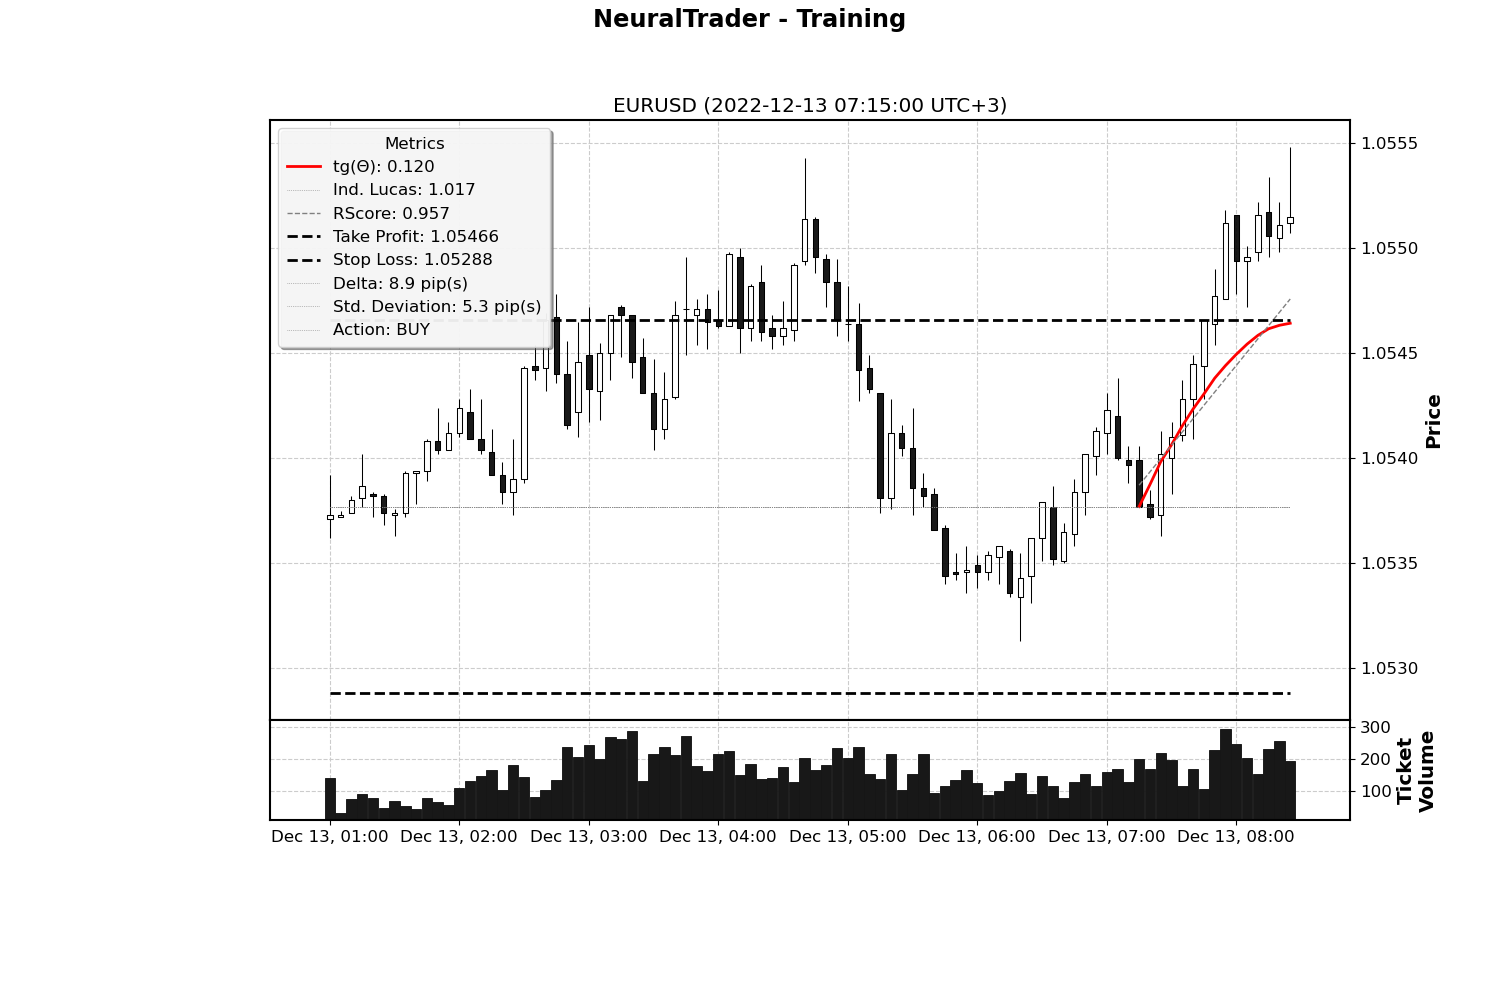 NeuralTrader - Training
EURUSD (2022-12-13 07:15:00 UTC+3)
Metrics
tg(Θ): 0.120
Ind. Lucas: 1.017
RScore: 0.957
Take Profit: 1.05466
Stop Loss: 1.05288
Delta: 8.9 pip(s)
Std. Deviation: 5.3 pip(s)
Action: BUY
1.0555
1.0550
1.0545
1.0540
1.0535
1.0530
Price
300
200
100
Ticket
Volume
Dec 13, 01:00 Dec 13, 02:00 Dec 13, 03:00 Dec 13, 04:00 Dec 13, 05:00 Dec 13, 06:00 Dec 13, 07:00 Dec 13, 08:00